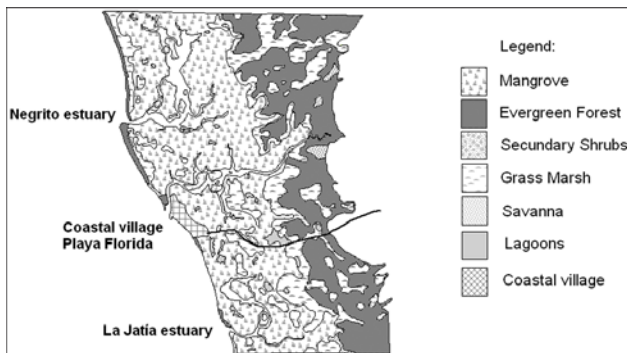 Negrito estuary
Coastal village
Playa Florida
La Jatía estuary
Legend:
Mangrove
Evergreen Forest
Secundary Shrubs
Grass Marsh
Savanna
Lagoons
Coastal village